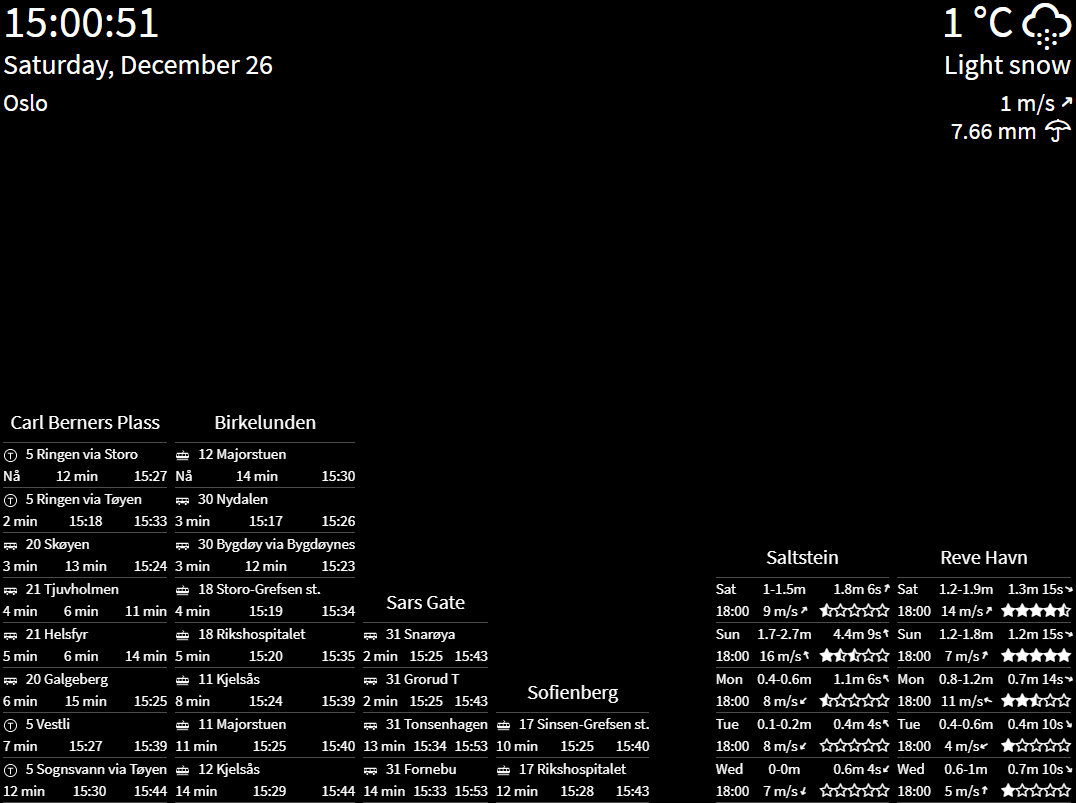 15:00:51
Saturday, December 26
Oslo
1 °C
Light snow
1 m/s
7.66 mm
Carl Berners Plass
T 5 Ringen via Storo
Nå 12 min 15:27
T 5 Ringen via Tøyen
2 min 15:18 15:33
20 Skøyen
3 min 13 min 15:24
21 Tjuvholmen
4 min 6 min 11 min
21 Helsfyr
5 min 6 min 14 min
20 Galgeberg
6 min 15 min 15:25
T 5 Vestli
7 min 15:27 15:39
T 5 Sognsvann via Tøyen
12 min 15:30 15:44
Birkelunden
12 Majorstuen
Nå 14 min 15:30
30 Nydalen
3 min 15:17 15:26
30 Bygdøy via Bygdøynes
3 min 12 min 15:23
18 Storo-Grefsen st.
4 min 15:19 15:34
18 Rikshospitalet
5 min 15:20 15:35
11 Kjelsås
8 min 15:24 15:39
11 Majorstuen
11 min 15:25 15:40
12 Kjelsås
14 min 15:29 15:44
Sars Gate
31 Snarøya
2 min 15:25 15:43
31 Grorud T
2 min 15:25 15:43
31 Tonsenhagen
13 min 15:34 15:53
31 Fornebu
14 min 15:33 15:53
Sofienberg
17 Sinsen-Grefsen st.
10 min 15:25 15:40
17 Rikshospitalet
12 min 15:28 15:43
Saltstein
Sat 1-1.5m 1.8m 6s
18:00 9 m/s
Sun 1.7-2.7m 4.4m 9s
18:00 16 m/s
Mon 0.4-0.6m 1.1m 6s
18:00 8 m/s
Tue 0.1-0.2m 0.4m 4s
18:00 8 m/s
Wed 0-0m 0.6m 4s
18:00 7 m/s
Reve Havn
Sat 1.2-1.9m 1.3m 15s
18:00 14 m/s
Sun 1.2-1.8m 1.2m 15s
18:00 7 m/s
Mon 0.8-1.2m 0.7m 14s
18:00 11 m/s
Tue 0.4-0.6m 0.4m 10s
18:00 4 m/s
Wed 0.6-1m 0.7m 10s
18:00 5 m/s